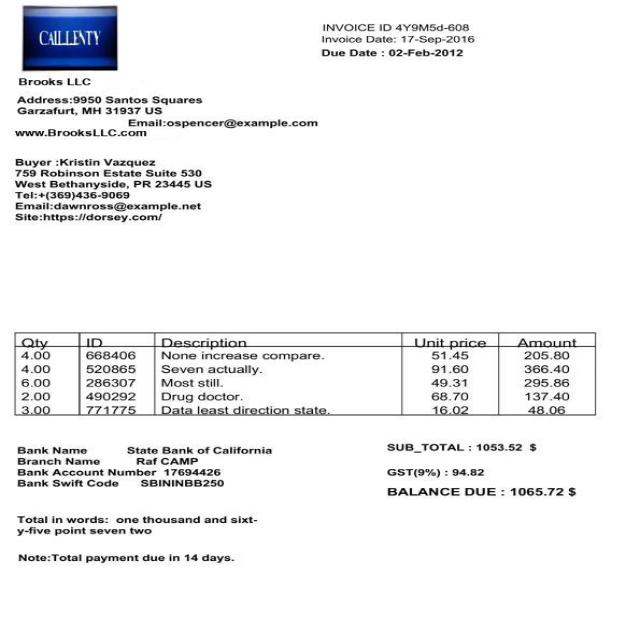 CAILLENTY
INVOICE ID 4Y9M5d-608
Invoice Date: 17-Sep-2016
Due Date : 02-Feb-2012
Brooks LLC
Address:9950 Santos Squares
Garzafurt, MH 31937 US
Email:ospencer@example.com
www.BrooksLLC.com
Buyer :Kristin Vazquez
759 Robinson Estate Suite 530
West Bethanyside, PR 23445 US
Tel:+(369)436-9069
Email:dawnross@example.net
Site:https://dorsey.com/
Qty ID Description Unit price Amount
4.00 668406 None increase compare. 51.45 205.80
4.00 520865 Seven actually. 91.60 366.40
6.00 286307 Most still. 49.31 295.86
2.00 490292 Drug doctor. 68.70 137.40
3.00 771775 Data least direction state. 16.02 48.06
Bank Name State Bank of California
Branch Name Raf CAMP
Bank Account Number 17694426
Bank Swift Code SBININBB250
SUB_TOTAL : 1053.52 $
GST(9%) : 94.82
BALANCE DUE : 1065.72 $
Total in words: one thousand and sixt-
y-five point seven two
Note:Total payment due in 14 days.